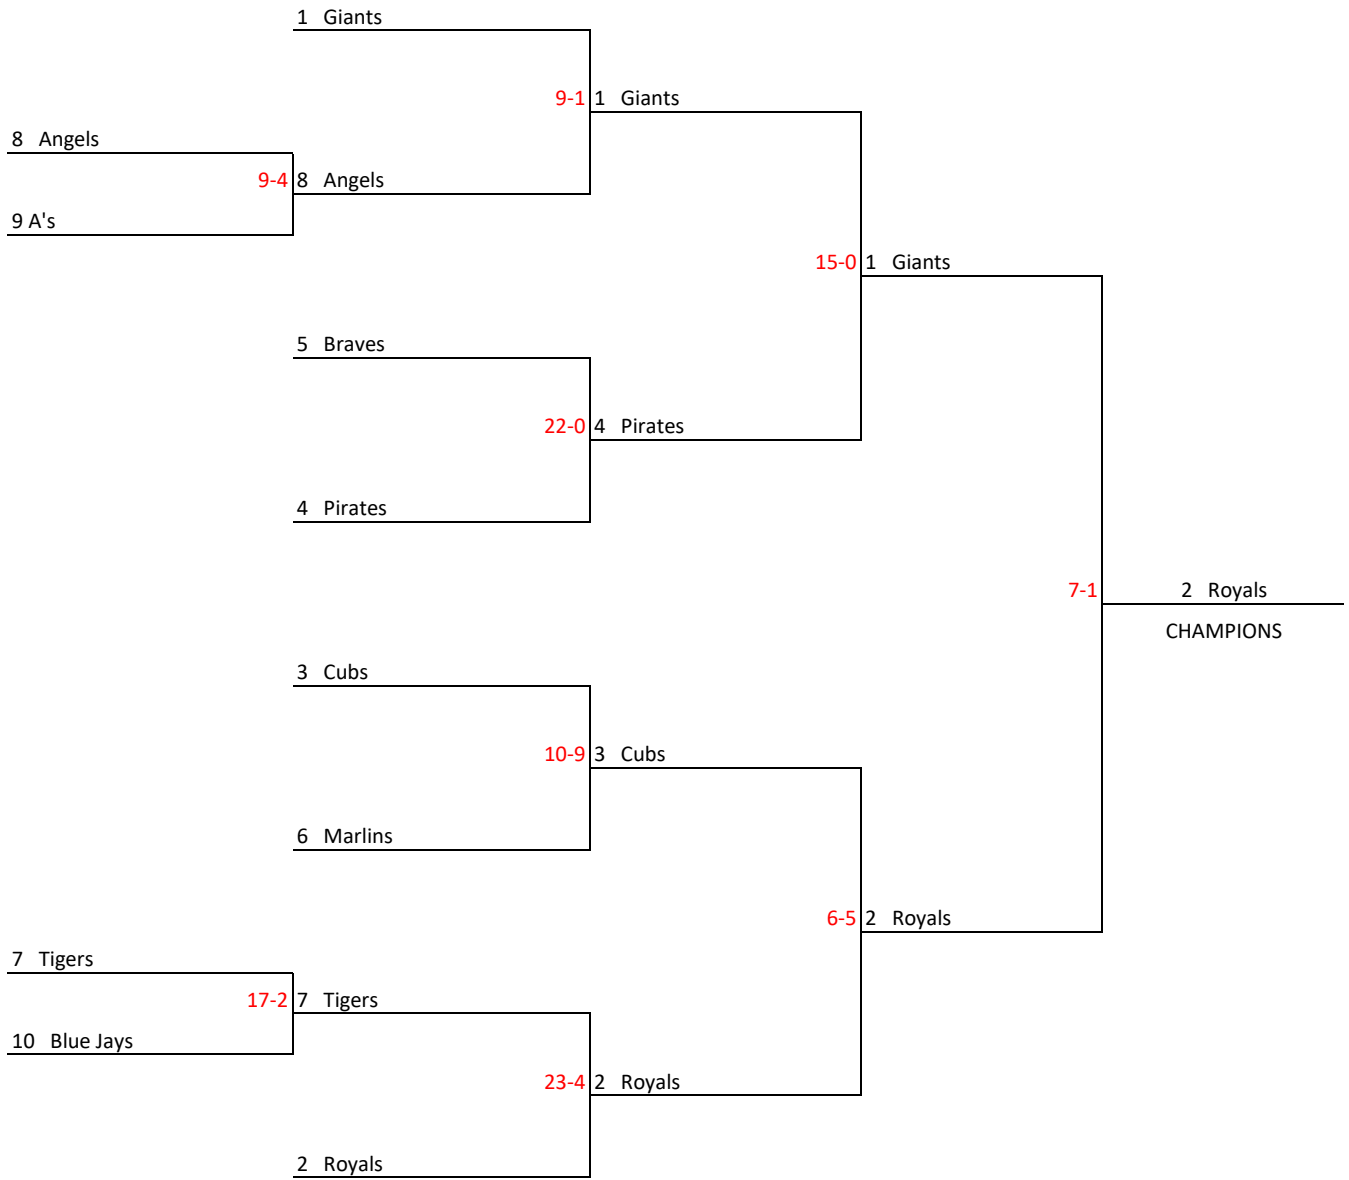 1 Giants
9-1 1 Giants
8 Angels
9-4 8 Angels
9 A's
15-0 1 Giants
5 Braves
22-0 4 Pirates
4 Pirates
7-1 2 Royals
CHAMPIONS
3 Cubs
10-9 3 Cubs
6 Marlins
6-5 2 Royals
7 Tigers
17-2 7 Tigers
10 Blue Jays
23-4 2 Royals
2 Royals